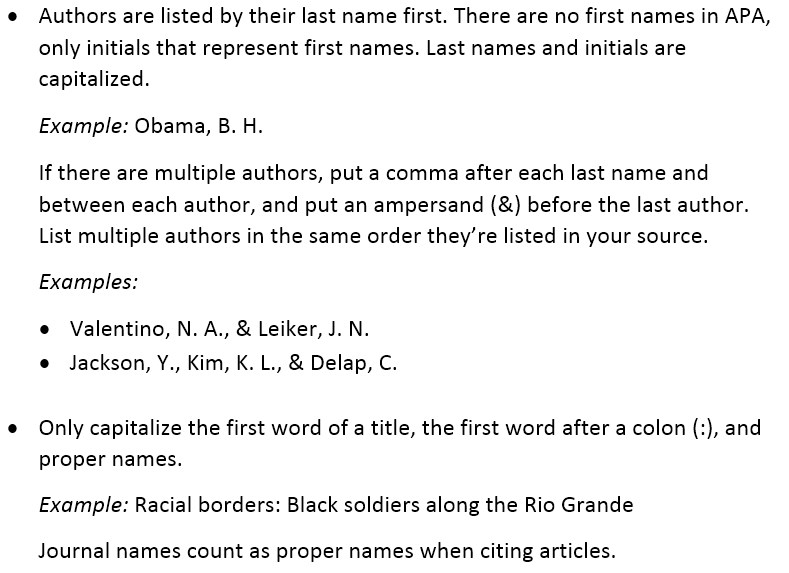 • Authors are listed by their last name first. There are no first names in APA,
only initials that represent first names. Last names and initials are
capitalized.
Example: Obama, B. H.
If there are multiple authors, put a comma after each last name and
between each author, and put an ampersand (&) before the last author.
List multiple authors in the same order they’re listed in your source.
Examples:
• Valentino, N. A., & Leiker, J. N.
• Jackson, Y., Kim, K. L., & Delap, C.
• Only capitalize the first word of a title, the first word after a colon (:), and
proper names.
Example: Racial borders: Black soldiers along the Rio Grande
Journal names count as proper names when citing articles.